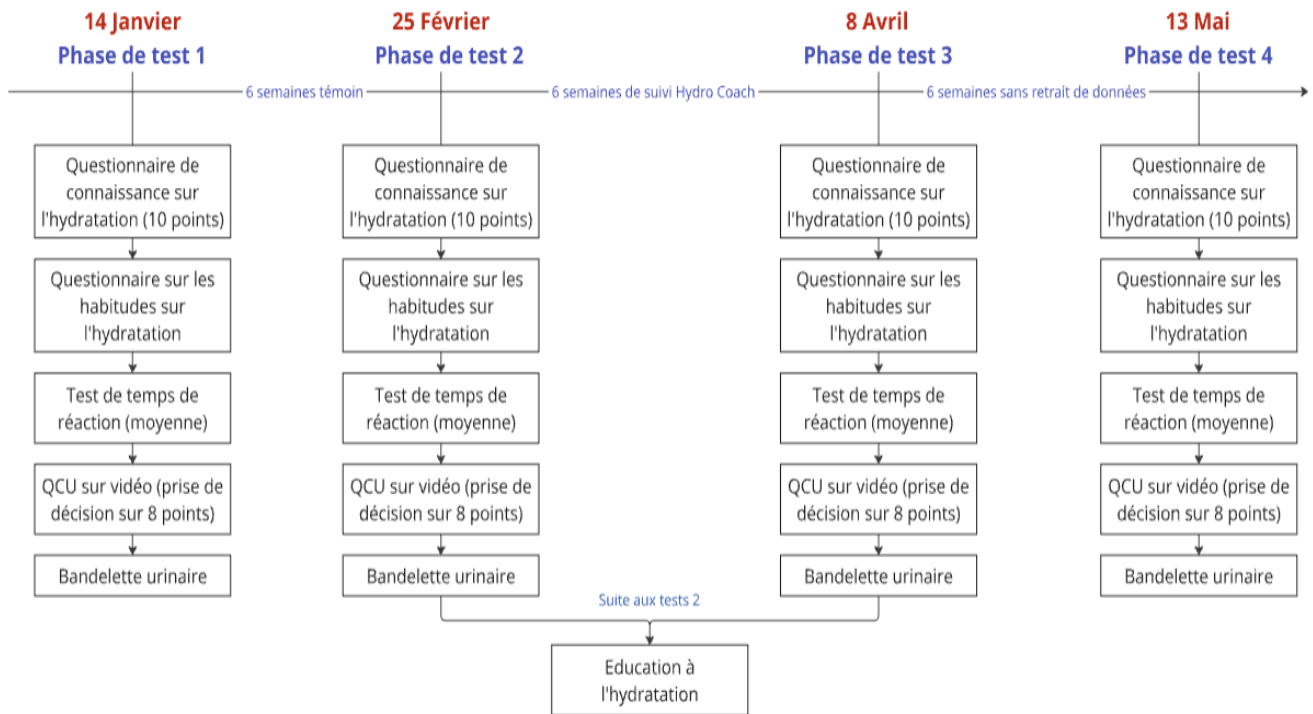 14 Janvier
Phase de test 1
25 Février
Phase de test 2
8 Avril
Phase de test 3
13 Mai
Phase de test 4
6 semaines témoin
6 semaines de suivi Hydro Coach
6 semaines sans retrait de données
Questionnaire de
connaissance sur
l'hydratation (10 points)
Questionnaire sur les
habitudes sur
l'hydratation
Test de temps de
réaction (moyenne)
QCU sur vidéo (prise de
décision sur 8 points)
Bandelette urinaire
Questionnaire de
connaissance sur
l'hydratation (10 points)
Questionnaire sur les
habitudes sur
l'hydratation
Test de temps de
réaction (moyenne)
QCU sur vidéo (prise de
décision sur 8 points)
Bandelette urinaire
Questionnaire de
connaissance sur
l'hydratation (10 points)
Questionnaire sur les
habitudes sur
l'hydratation
Test de temps de
réaction (moyenne)
QCU sur vidéo (prise de
décision sur 8 points)
Bandelette urinaire
Questionnaire de
connaissance sur
l'hydratation (10 points)
Questionnaire sur les
habitudes sur
l'hydratation
Test de temps de
réaction (moyenne)
QCU sur vidéo (prise de
décision sur 8 points)
Bandelette urinaire
Suite aux tests 2
Education à
l'hydratation